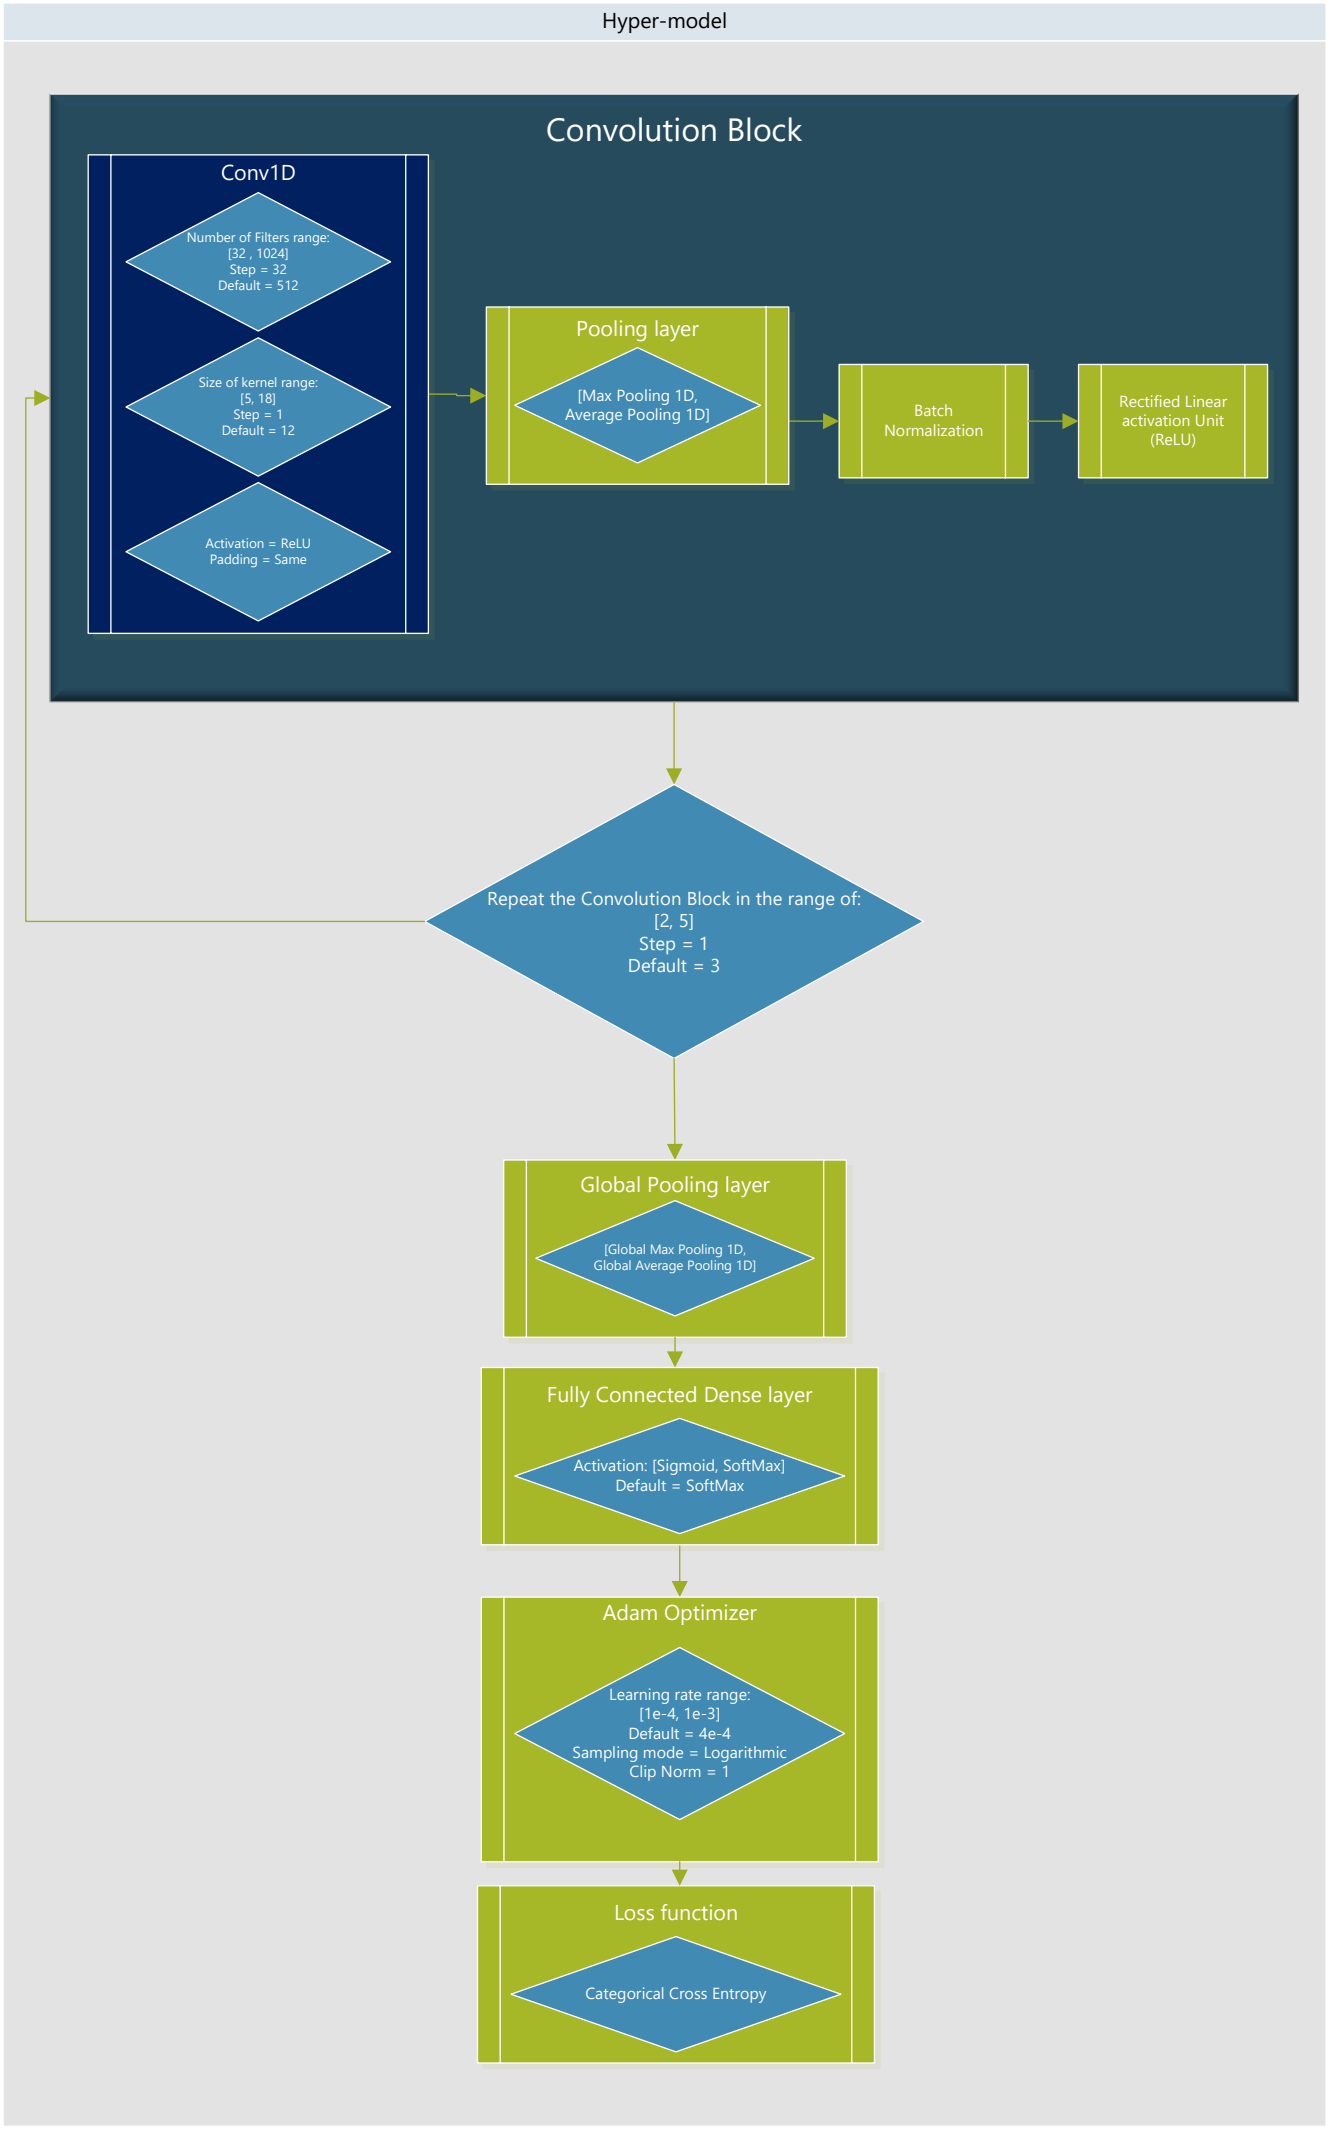 Hyper-model
Convolution Block
Conv1D
Number of Filters range:
[32 , 1024]
Step = 32
Default = 512
Size of kernel range:
[5, 18]
Step = 1
Default = 12
Activation = ReLU
Padding = Same
Pooling layer
[Max Pooling 1D,
Average Pooling 1D]
Batch
Normalization
Rectified Linear
activation Unit
(ReLU)
Repeat the Convolution Block in the range of:
[2, 5]
Step = 1
Default = 3
Global Pooling layer
[Global Max Pooling 1D,
Global Average Pooling 1D]
Fully Connected Dense layer
Activation: [Sigmoid, SoftMax]
Default = SoftMax
Adam Optimizer
Learning rate range:
[1e-4, 1e-3]
Default = 4e-4
Sampling mode = Logarithmic
Clip Norm = 1
Loss function
Categorical Cross Entropy